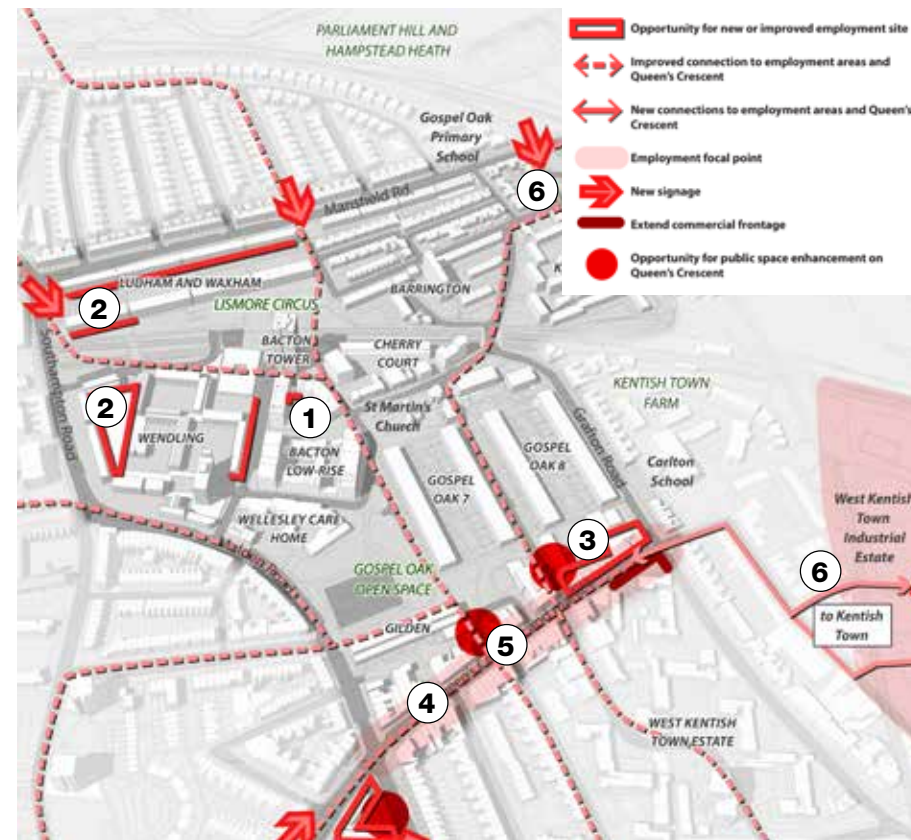 PARLIAMENT HILL AND
HAMPSTEAD HEATH
Opportunity for new or improved employment site
Improved connection to employment areas and
Queen's Crescent
New connections to employment areas and Queen's
Crescent
Employment focal point
New signage
Extend commercial frontage
Opportunity for public space enhancement on
Queen's Crescent
Gospel Oak
Primary
School
6
Mansfield Rd
LUDHAM AND WAXHAM
2
LISMORE CIRCUS
BARRINGTON
K
Southampton Road
BACTON
TOWER
CHERRY
COURT
2
1
St Martin's
Church
KENTISH TOWN
FARM
WENDLING
BACTON
LOW-RISE
Grafton Road
GOSPEL
OAK 7
GOSPEL
OAK 8
Carlton
School
WELLESLEY CARE
HOME
Malden Road
3
West Kentish
Town
Industrial
Estate
6
GOSPEL OAK
OPEN SPACE
to Kentish
Town
GILDEN
5
4
WEST KENTISH
TOWN ESTATE